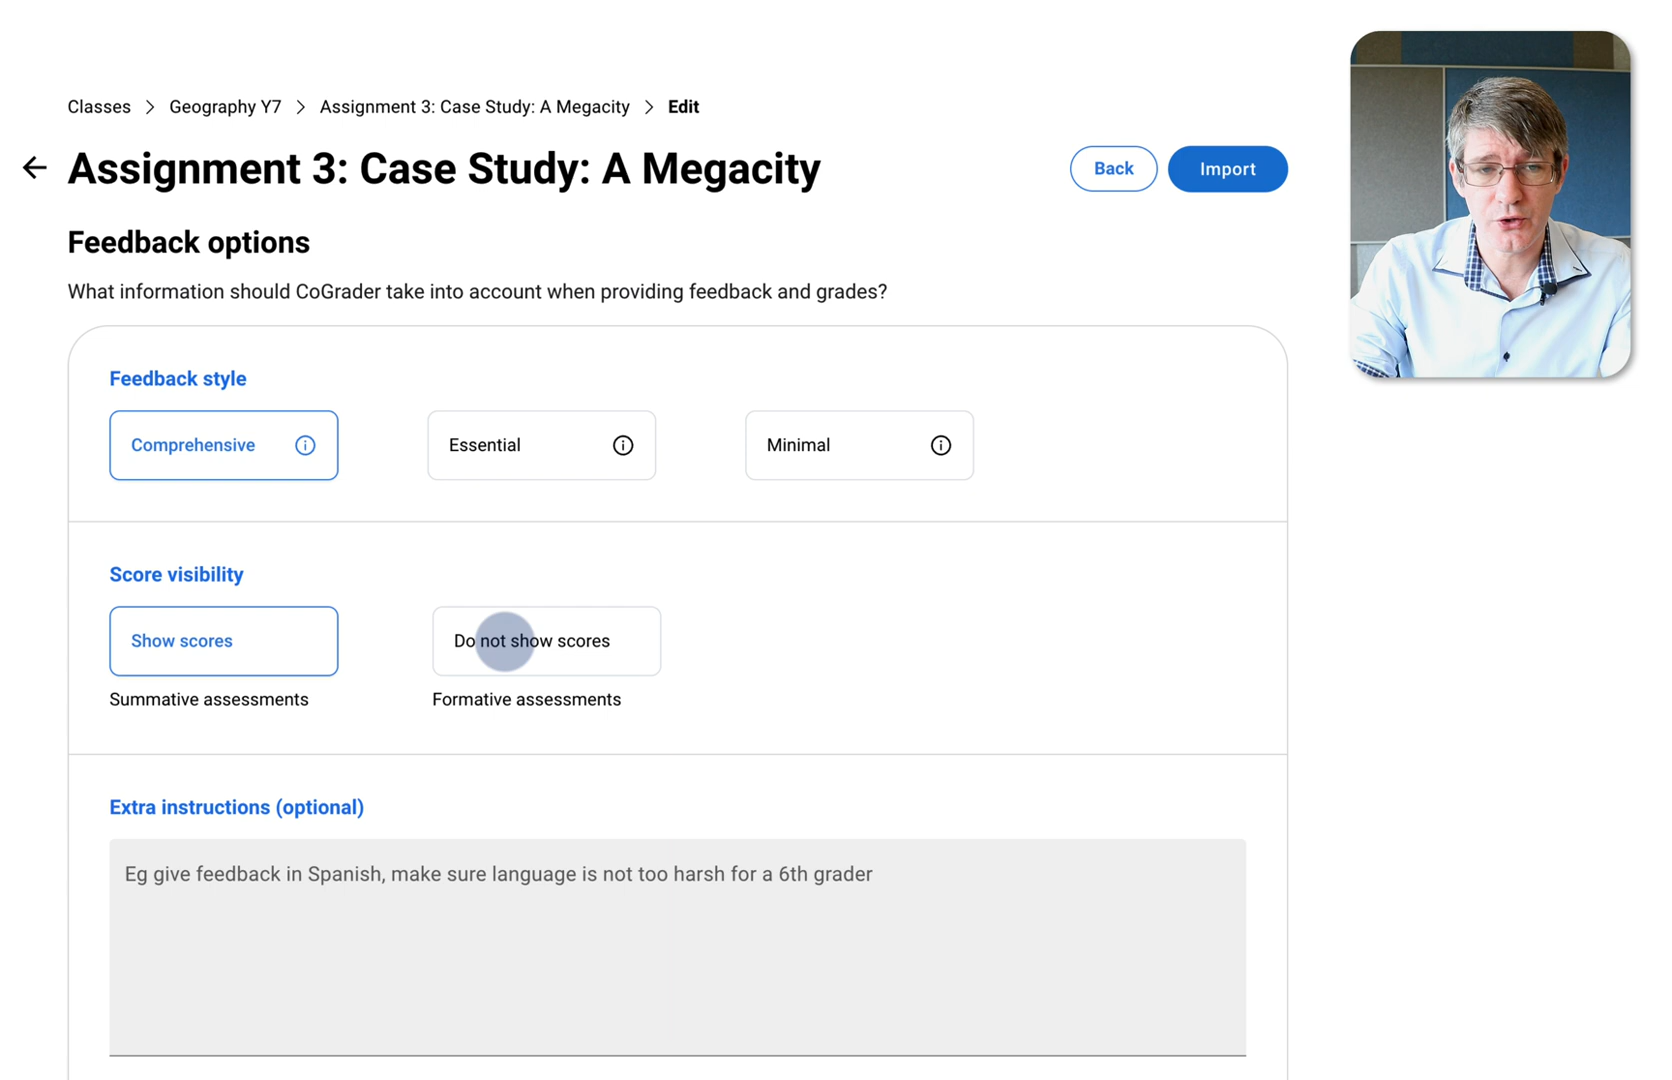 Classes > Geography Y7 > Assignment 3: Case Study: A Megacity > Edit
Assignment 3: Case Study: A Megacity
Back
Import
Feedback options
What information should CoGrader take into account when providing feedback and grades?
Feedback style
Comprehensive
Essential
Minimal
Score visibility
Show scores
Do not show scores
Summative assessments
Formative assessments
Extra instructions (optional)
Eg give feedback in Spanish, make sure language is not too harsh for a 6th grader